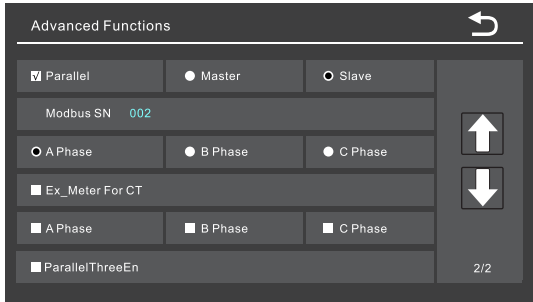 Advanced Functions
Parallel Master Slave
Modbus SN 002
A Phase B Phase C Phase
Ex_Meter For CT
A Phase B Phase C Phase
ParallelThreeEn
2/2